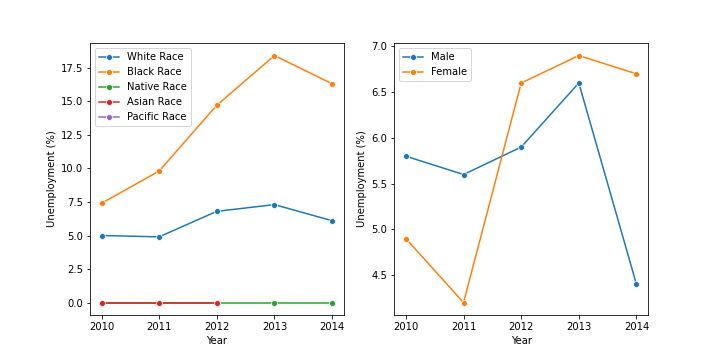 White Race
Black Race
Native Race
Asian Race
Pacific Race
Unemployment (%)
17.5
15.0
12.5
10.0
7.5
5.0
2.5
0.0
2010 2011 2012 2013 2014
Year
Male
Female
Unemployment (%)
7.0
6.5
6.0
5.5
5.0
4.5
2010 2011 2012 2013 2014
Year